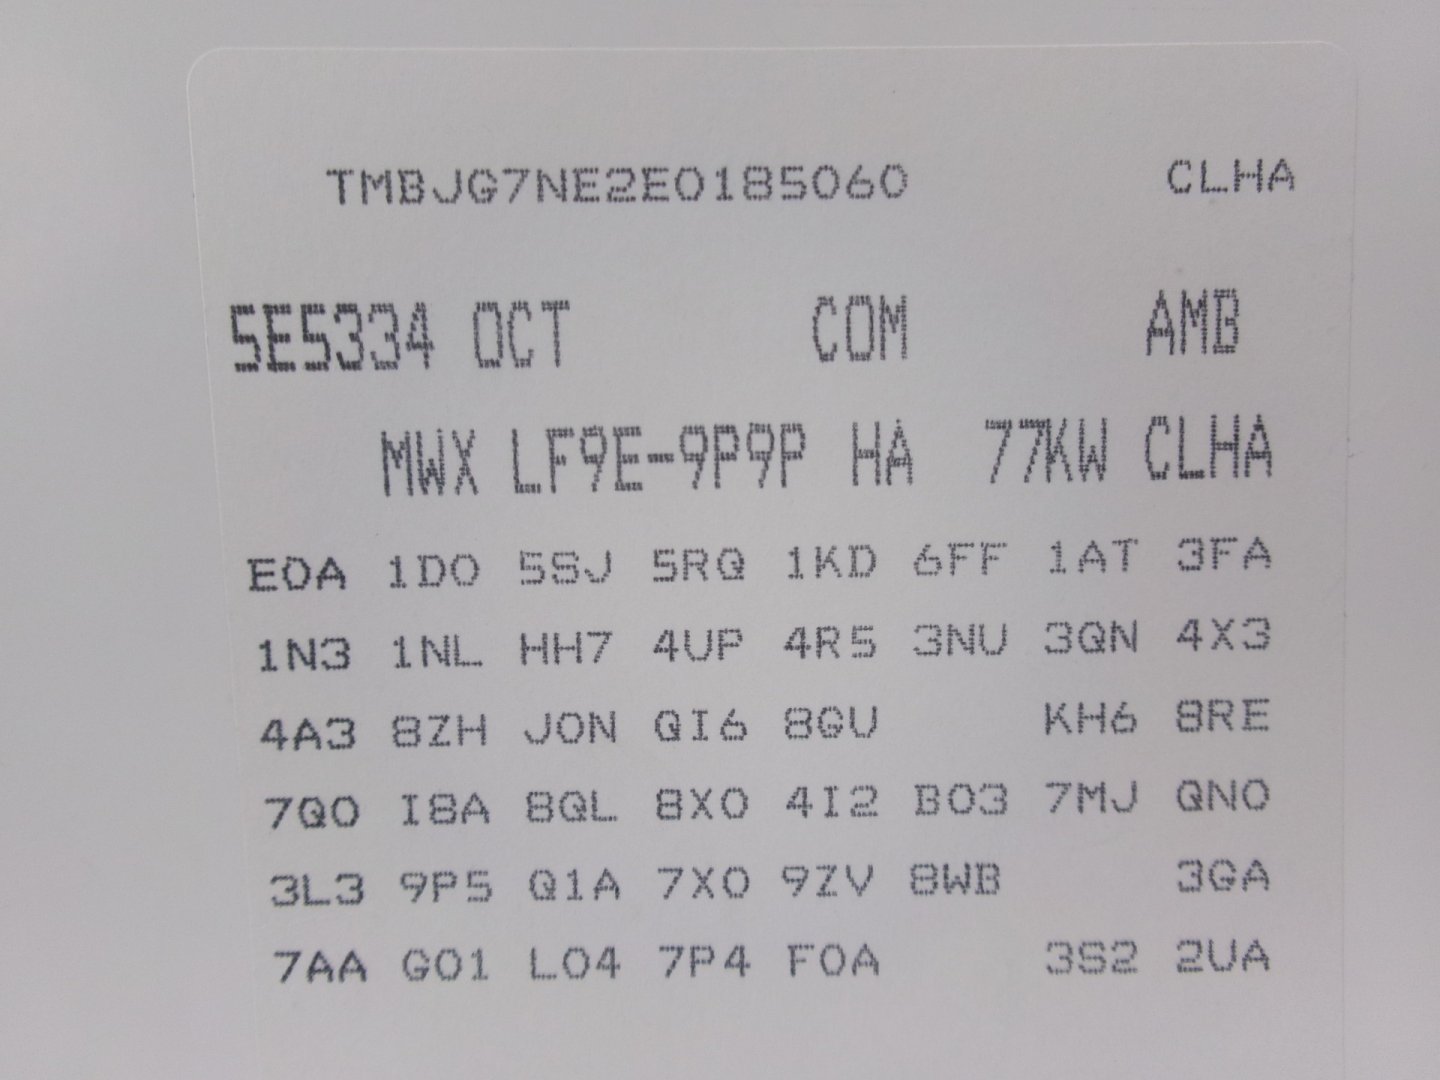 TMBJG7NE2E0185060 CLHA
5E5334 OCT COM AMB
MWX LF9E-9P9P HA 77KW CLHA
E0A 1D0 5SJ 5RQ 1KD 6FF 1AT 3FA
1N3 1NL HH7 4UP 4R5 3NU 3QN 4X3
4A3 8ZH J0N QI6 8GU KH6 8RE
7Q0 I8A 8QL 8X0 4I2 B03 7MJ QN0
3L3 9P5 Q1A 7X0 9ZV 8WB 3GA
7AA G01 L04 7P4 F0A 3S2 2UA